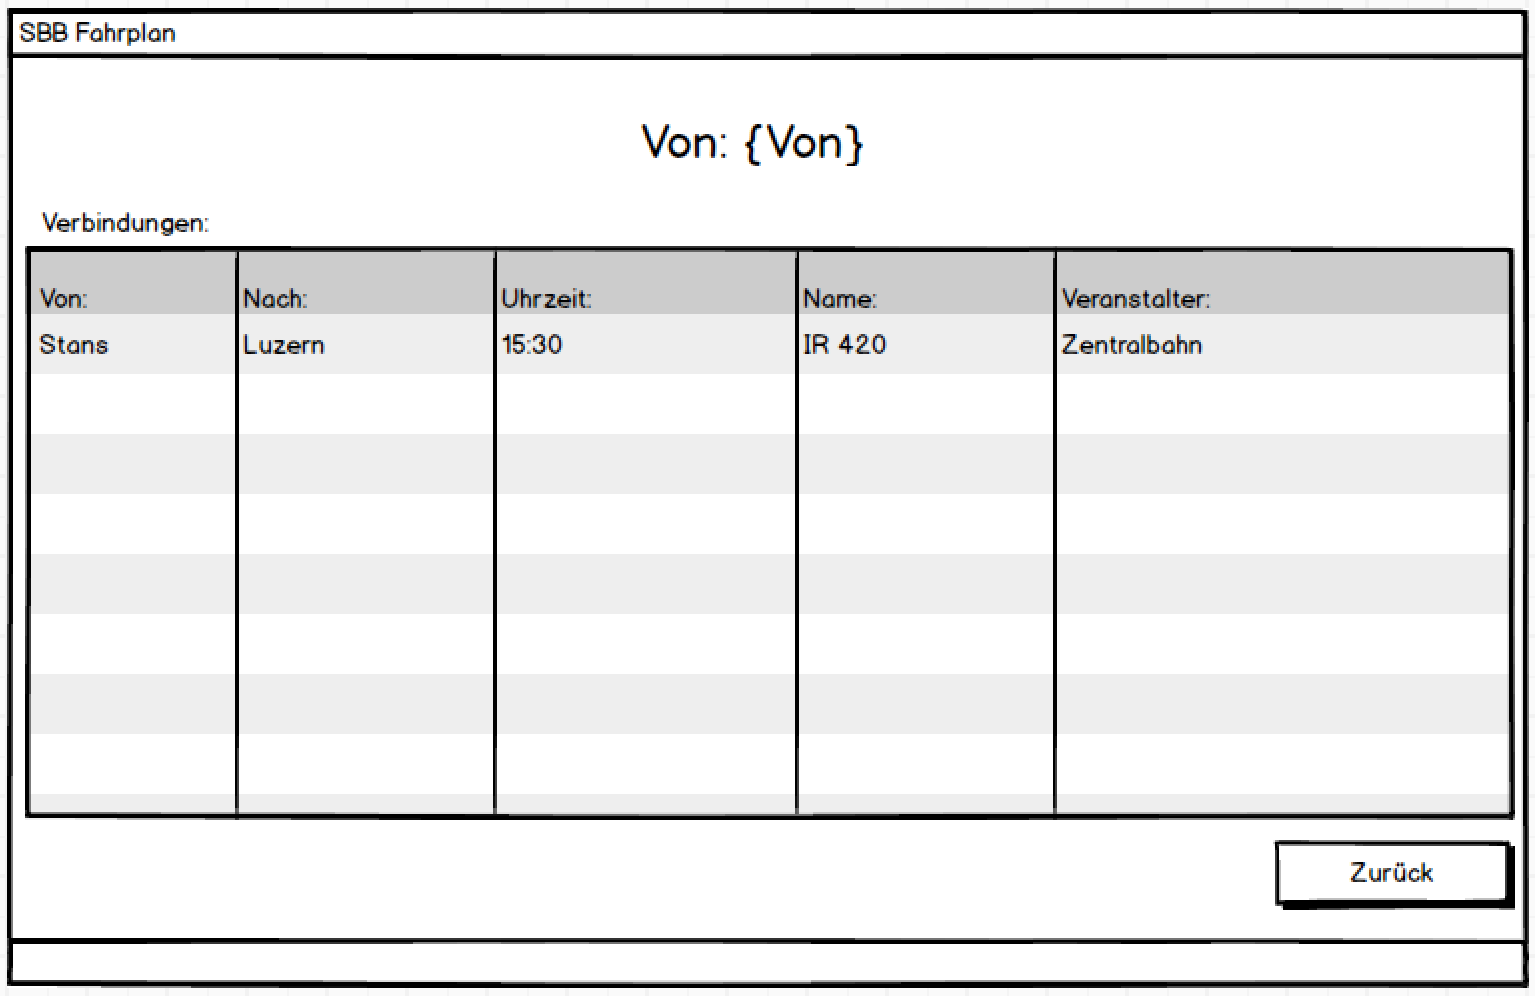 SBB Fahrplan
Von: {Von}
Verbindungen:
Von: Nach: Uhrzeit: Name: Veranstalter:
Stans Luzern 15:30 IR 420 Zentralbahn
Zurück